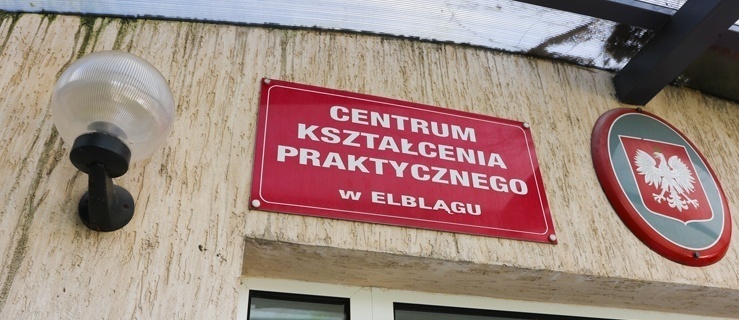 CENTRUM
KSZTAŁCENIA
PRAKTYCZNEGO
W ELBLĄGU